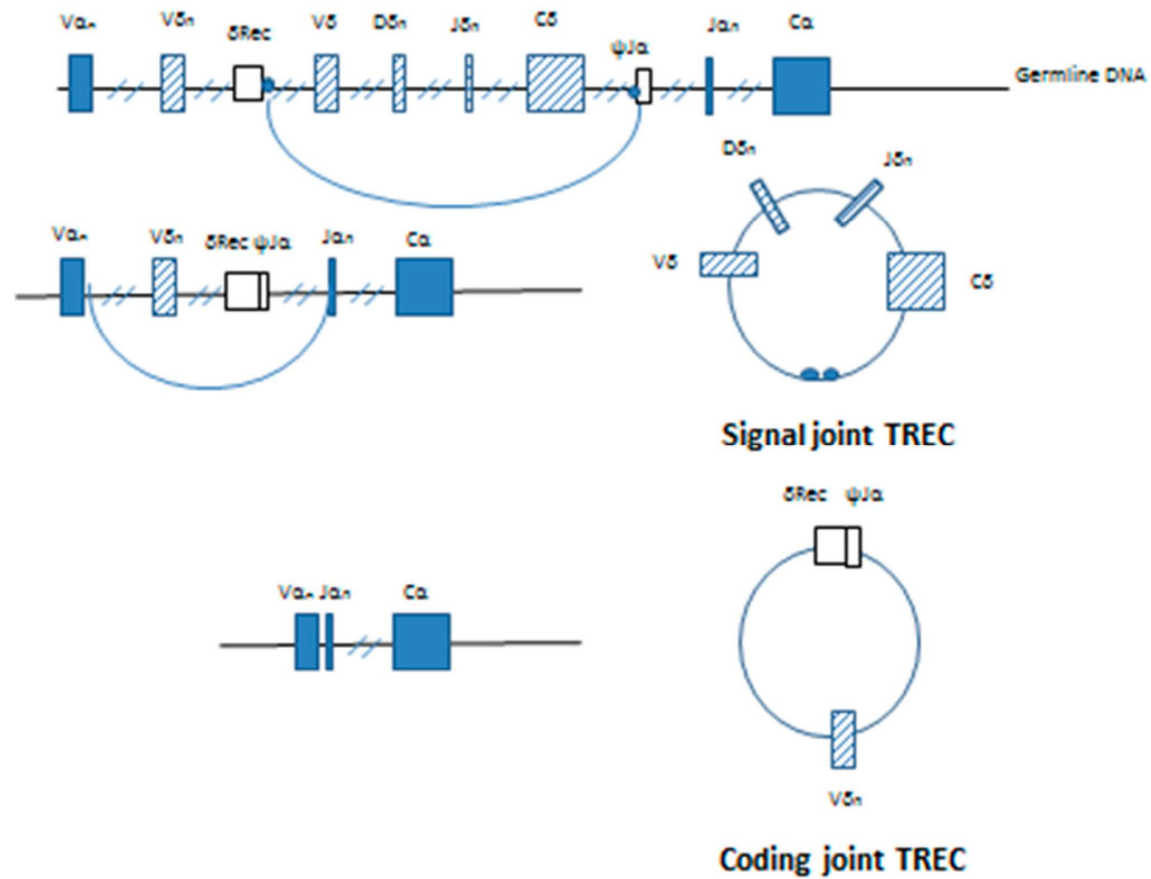 Vαₙ Vδₙ δRec Vδ Dδₙ Jδₙ Cδ ψJα Jαₙ Cα
Germline DNA
Dδₙ Jδₙ
Vδ Cδ
Signal joint TREC
Vαₙ Vδₙ δRec ψJα Jαₙ Cα
δRec ψJα
Vαₙ Jαₙ Cα
Vδₙ
Coding joint TREC